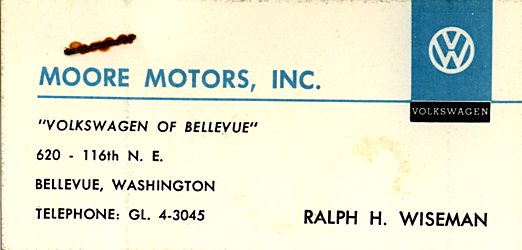 MOORE MOTORS, INC.
VOLKSWAGEN
"VOLKSWAGEN OF BELLEVUE"
620 - 116th N. E.
BELLEVUE, WASHINGTON
TELEPHONE: GL. 4-3045
RALPH H. WISEMAN